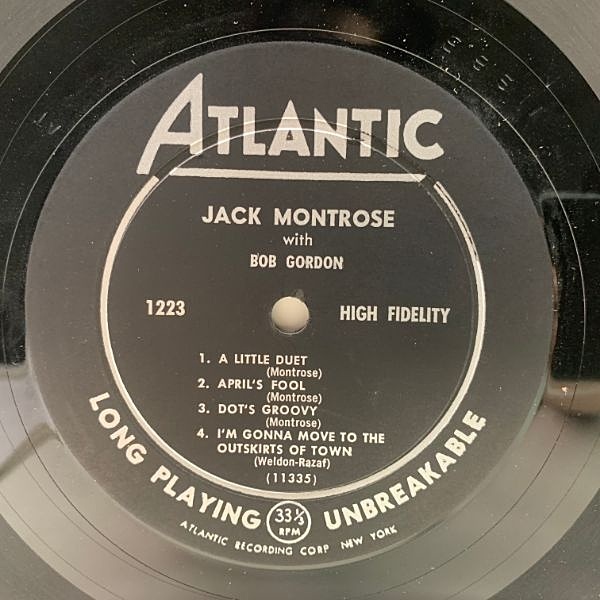 ATLANTIC
JACK MONTROSE
with
BOB GORDON
1223
HIGH FIDELITY
1. A LITTLE DUET
(Montrose)
2. APRIL'S FOOL
(Montrose)
3. DOT'S GROOVY
(Montrose)
4. I'M GONNA MOVE TO THE
OUTSKIRTS OF TOWN
(Weldon-Razaf)
(11335)
LONG PLAYING 33 1/3 RPM UNBREAKABLE
ATLANTIC RECORDING CORP NEW YORK